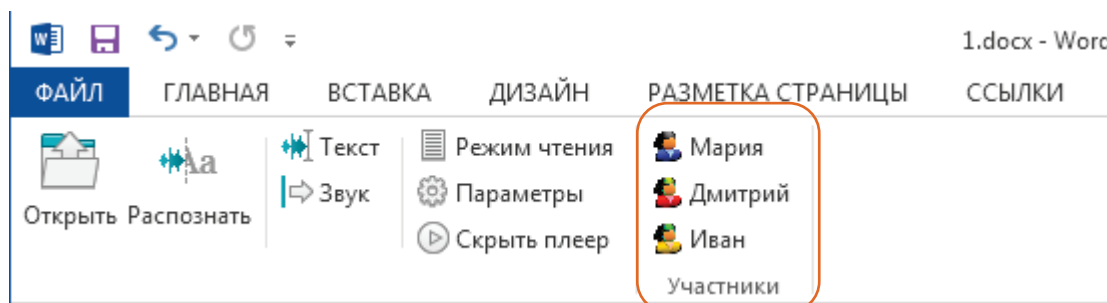 1.docx - Word
ФАЙЛ ГЛАВНАЯ ВСТАВКА ДИЗАЙН РАЗМЕТКА СТРАНИЦЫ ССЫЛКИ
Открыть
Aa
Распознать
Текст
Звук
Режим чтения
Параметры
Скрыть плеер
Мария
Дмитрий
Иван
Участники